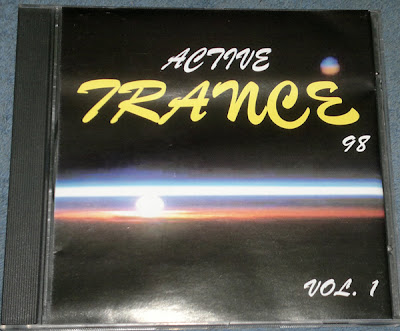 ACTIVE
TRANCE
98
VOL. 1